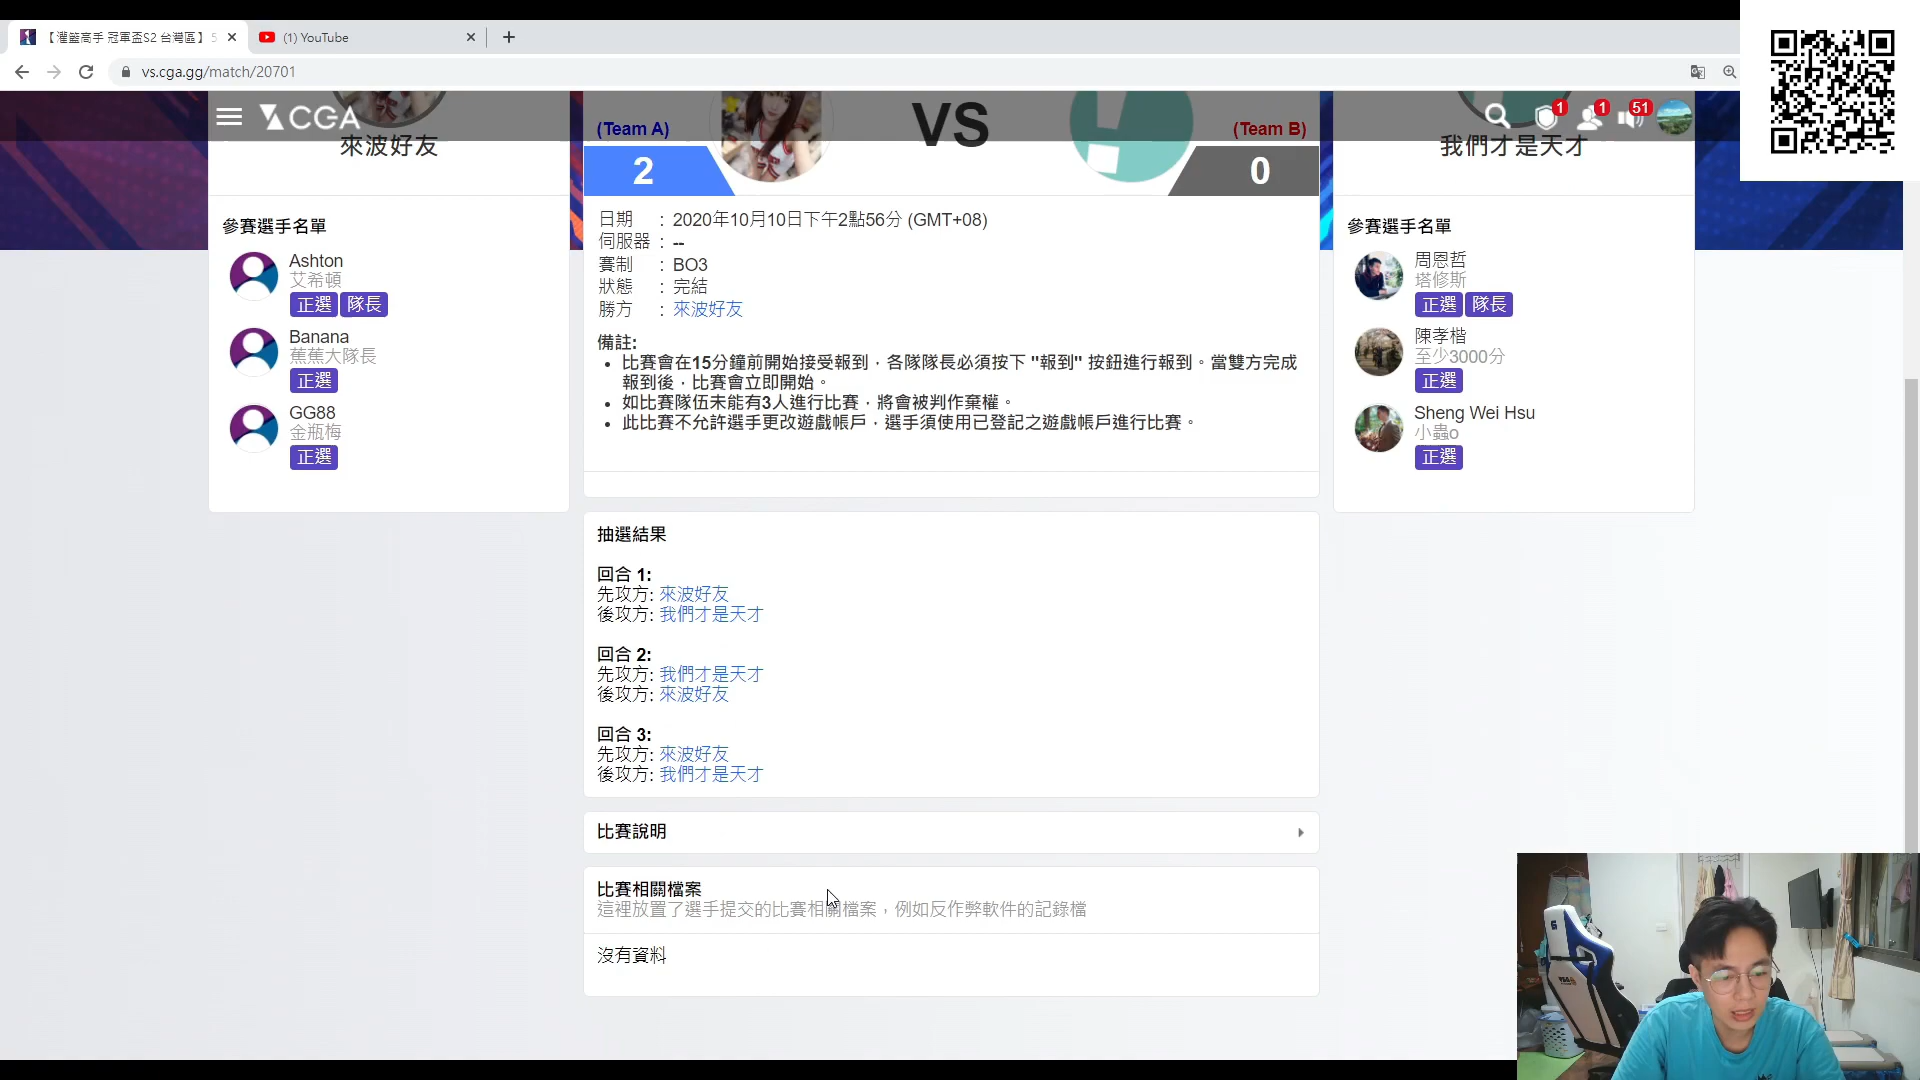 【灌籃高手 冠軍盃S2 台灣區】 5
(1) YouTube
vs.cga.gg/match/20701
CGA
1
1
51
來波好友
(Team A)
VS
(Team B)
我們才是天才
2
0
參賽選手名單
Ashton
艾希頓
正選 隊長
Banana
蕉蕉大隊長
正選
GG88
金瓶梅
正選
日期 : 2020年10月10日下午2點56分 (GMT+08)
伺服器 : --
賽制 : BO3
狀態 : 完結
勝方 : 來波好友
備註:
• 比賽會在15分鐘前開始接受報到，各隊隊長必須按下 "報到" 按鈕進行報到。當雙方完成
報到後，比賽會立即開始。
• 如比賽隊伍未能有3人進行比賽，將會被判作棄權。
• 此比賽不允許選手更改遊戲帳戶，選手須使用已登記之遊戲帳戶進行比賽。
參賽選手名單
周恩哲
塔修斯
正選 隊長
陳孝楷
至少3000分
正選
Sheng Wei Hsu
小蟲o
正選
抽選結果
回合 1:
先攻方: 來波好友
後攻方: 我們才是天才
回合 2:
先攻方: 我們才是天才
後攻方: 來波好友
回合 3:
先攻方: 來波好友
後攻方: 我們才是天才
比賽說明
比賽相關檔案
這裡放置了選手提交的比賽相關檔案，例如反作弊軟件的記錄檔
沒有資料